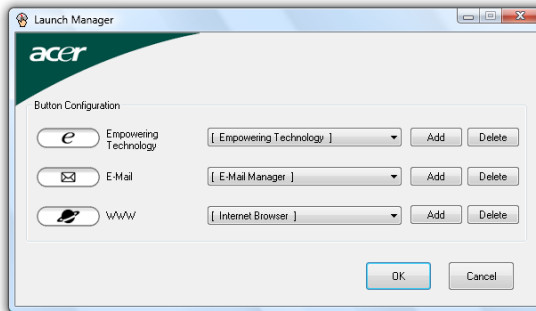 Launch Manager
acer
Button Configuration
e Empowering Technology [ Empowering Technology ] Add Delete
E-Mail [ E-Mail Manager ] Add Delete
WWW [ Internet Browser ] Add Delete
OK Cancel